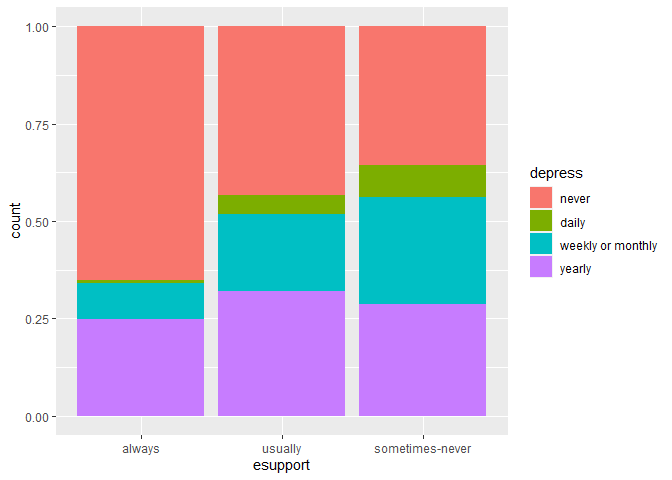 1.00
0.75
0.50
0.25
0.00
count
always usually sometimes-never
esupport
depress
never
daily
weekly or monthly
yearly